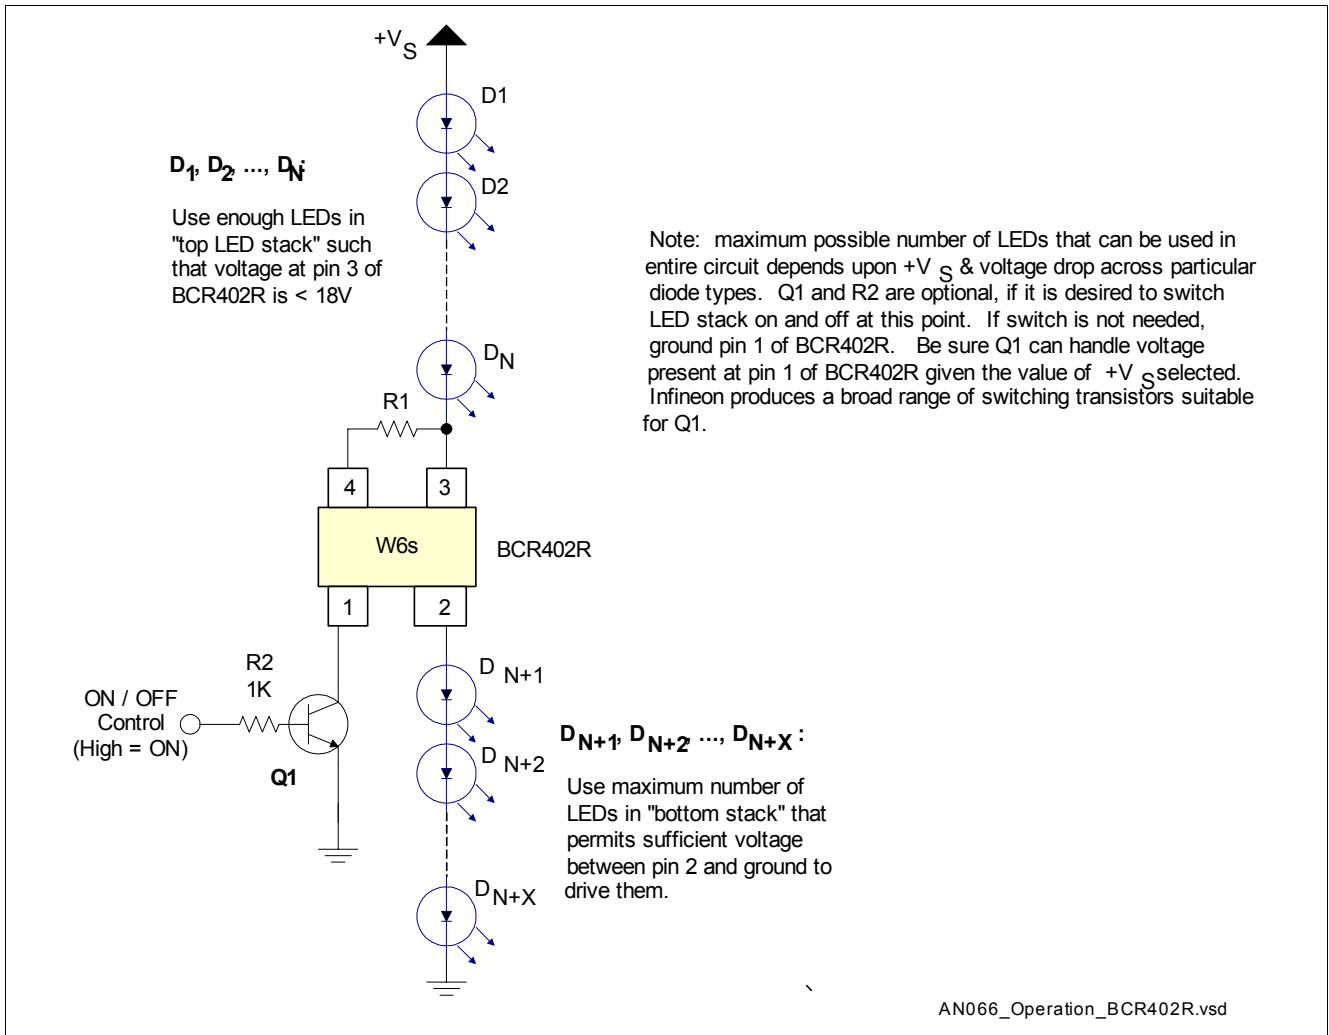 +VS
D1
D1, D2, ..., DN:
D2
Use enough LEDs in
"top LED stack" such
that voltage at pin 3 of
BCR402R is < 18V
Note: maximum possible number of LEDs that can be used in
entire circuit depends upon +VS & voltage drop across particular
diode types. Q1 and R2 are optional, if it is desired to switch
LED stack on and off at this point. If switch is not needed,
ground pin 1 of BCR402R. Be sure Q1 can handle voltage
present at pin 1 of BCR402R given the value of +VS selected.
Infineon produces a broad range of switching transistors suitable
for Q1.
DN
R1
4
3
W6s
BCR402R
1
2
R2
1K
DN+1
ON / OFF
Control
(High = ON)
Q1
DN+1, DN+2, ..., DN+X :
DN+2
Use maximum number of
LEDs in "bottom stack" that
permits sufficient voltage
between pin 2 and ground to
drive them.
DN+X
AN066_Operation_BCR402R.vsd